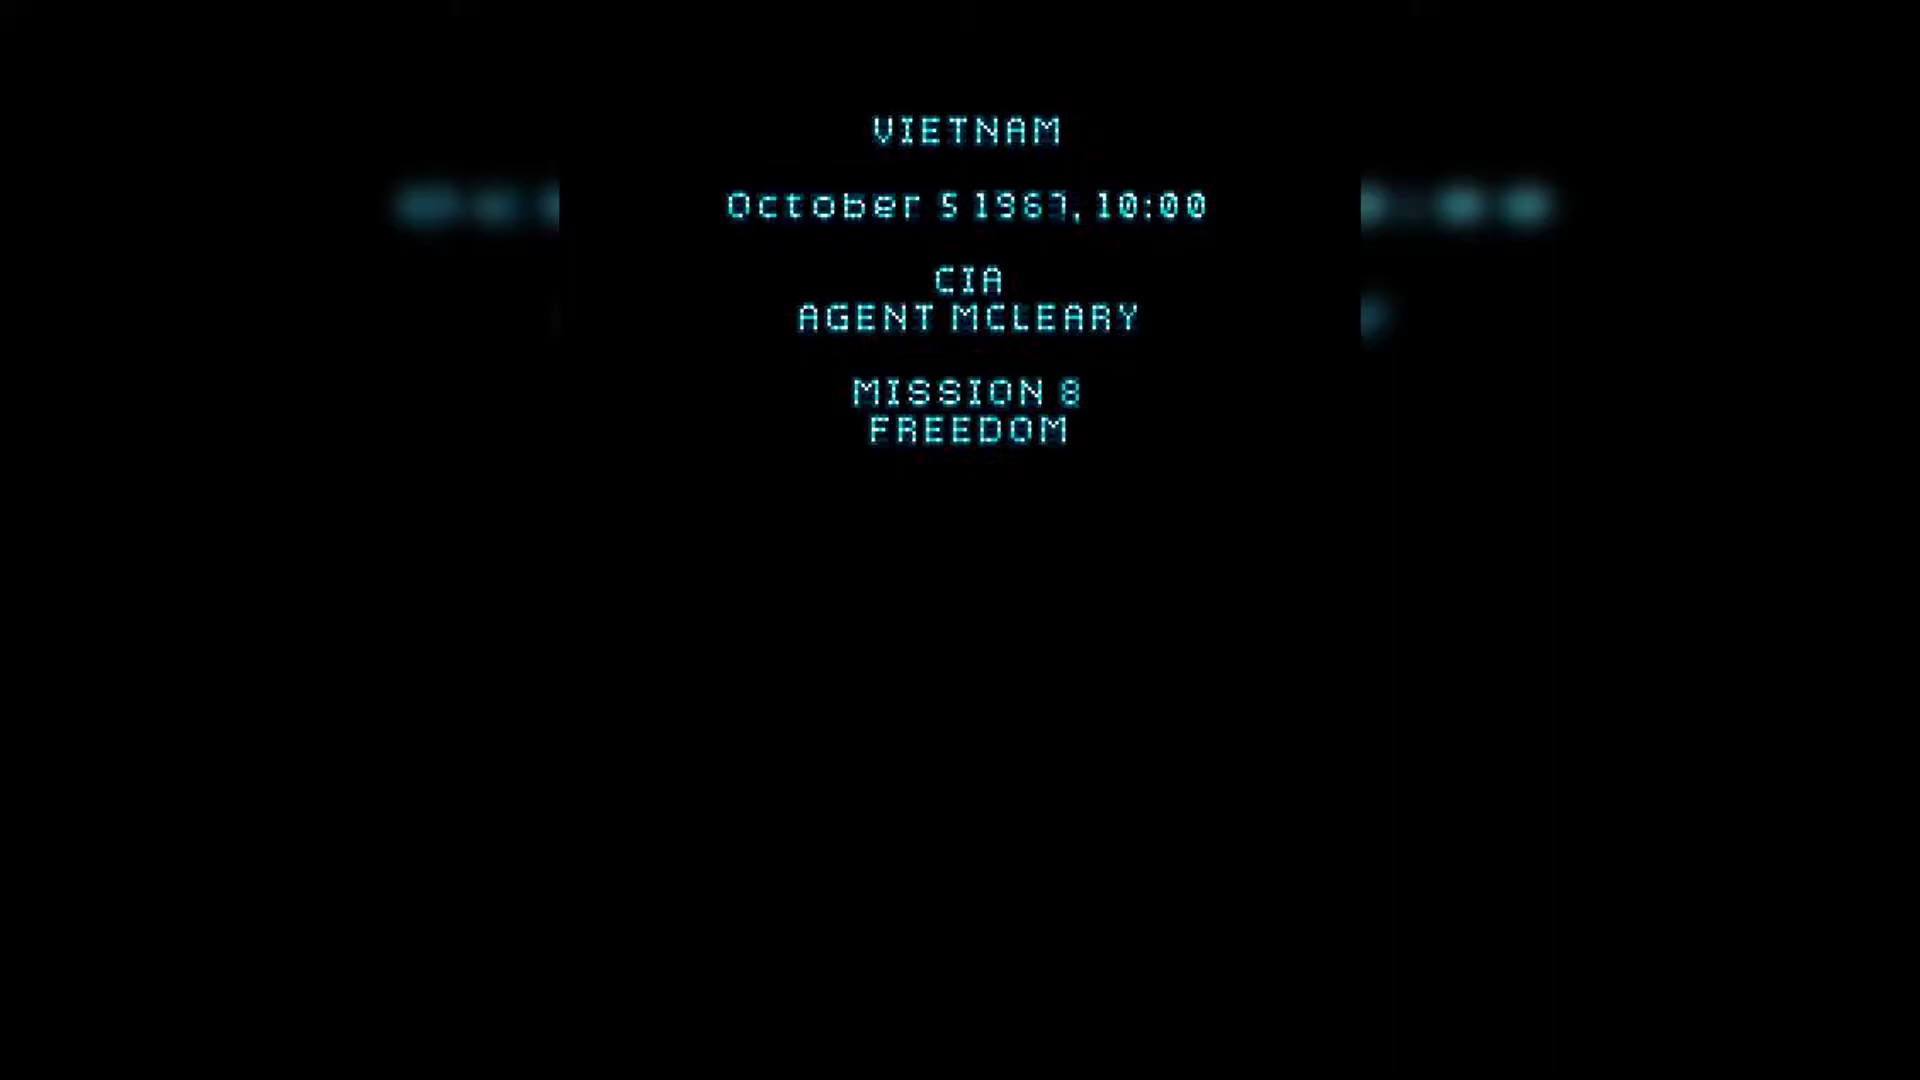 VIETNAM
October 5 1967, 10:00
CIA
AGENT MCLEARY
MISSION 8
FREEDOM